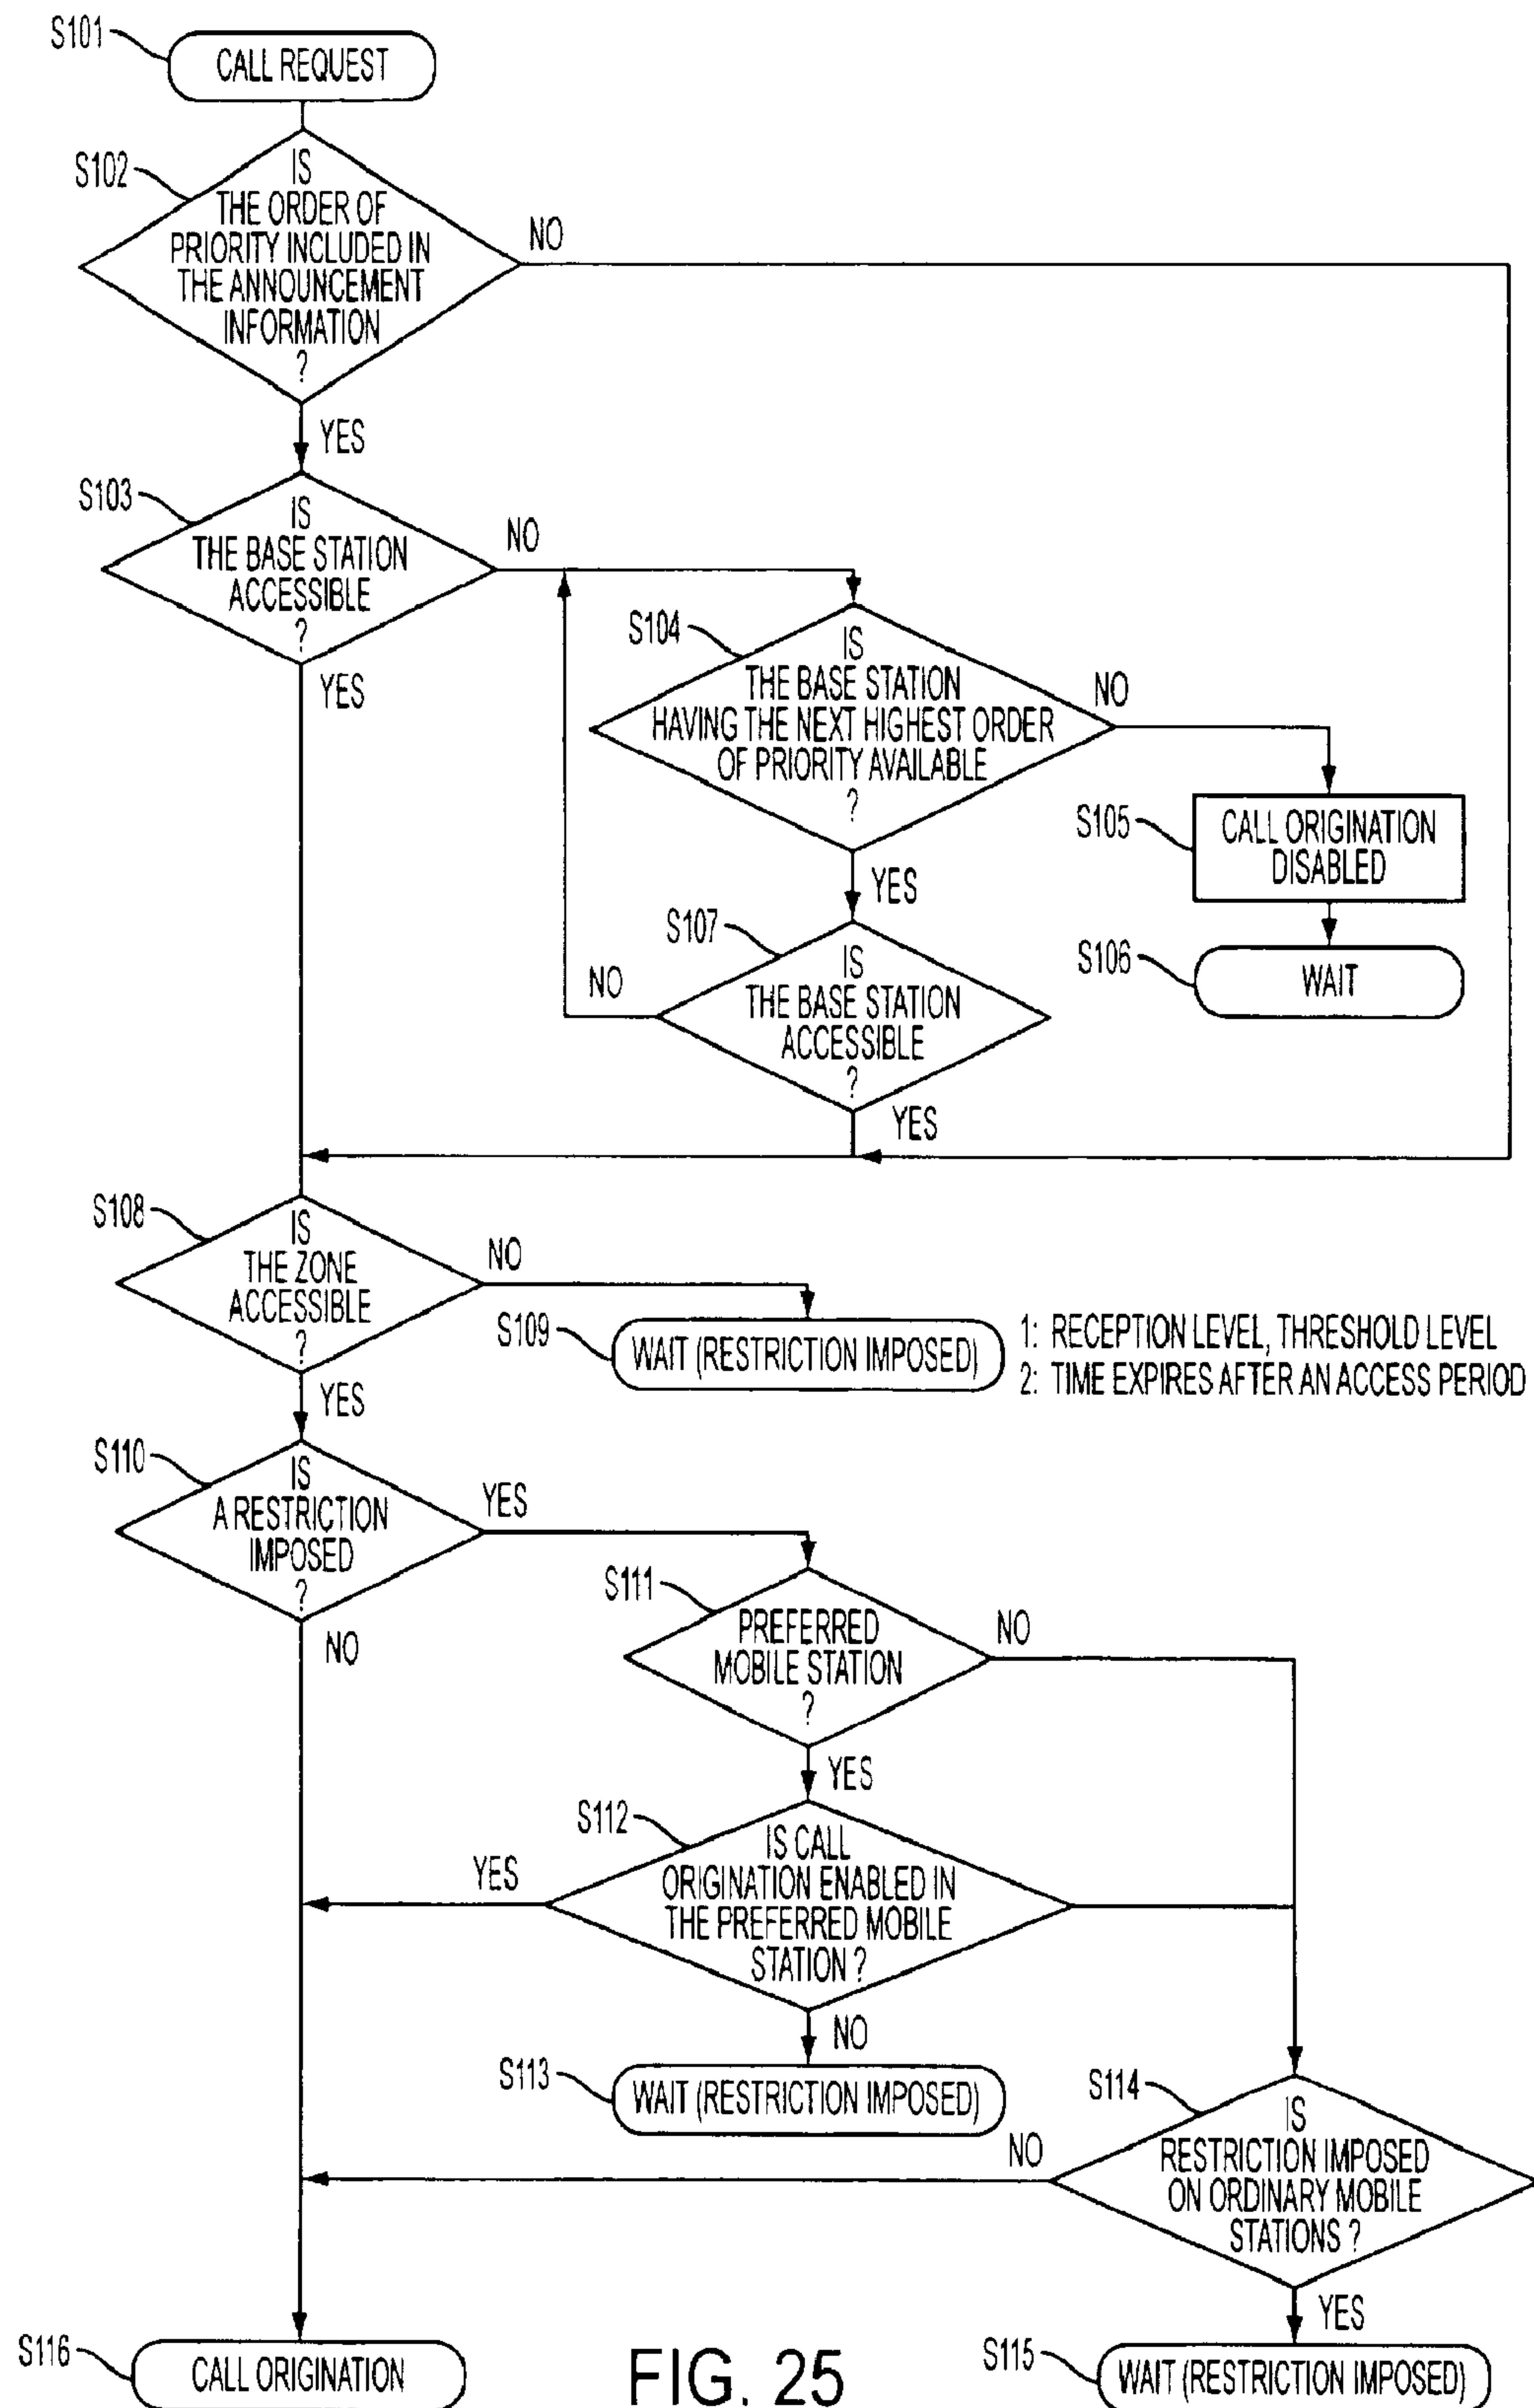 S101
CALL REQUEST
S102
IS
THE ORDER OF
PRIORITY INCLUDED IN
THE ANNOUNCEMENT
INFORMATION
?
NO
YES
S103
IS
THE BASE STATION
ACCESSIBLE
?
NO
YES
S104
IS
THE BASE STATION
HAVING THE NEXT HIGHEST ORDER
OF PRIORITY AVAILABLE
?
NO
YES
S105
CALL ORIGINATION
DISABLED
S106
WAIT
S107
IS
THE BASE STATION
ACCESSIBLE
?
NO
YES
S108
IS
THE ZONE
ACCESSIBLE
?
NO
YES
S109
WAIT (RESTRICTION IMPOSED)
1: RECEPTION LEVEL, THRESHOLD LEVEL
2: TIME EXPIRES AFTER AN ACCESS PERIOD
S110
IS
A RESTRICTION
IMPOSED
?
YES
NO
S111
PREFERRED
MOBILE STATION
?
NO
YES
S112
IS CALL
ORIGINATION ENABLED IN
THE PREFERRED MOBILE
STATION ?
YES
NO
S113
WAIT (RESTRICTION IMPOSED)
S114
IS
RESTRICTION IMPOSED
ON ORDINARY MOBILE
STATIONS ?
NO
YES
S115
WAIT (RESTRICTION IMPOSED)
S116
CALL ORIGINATION
FIG. 25